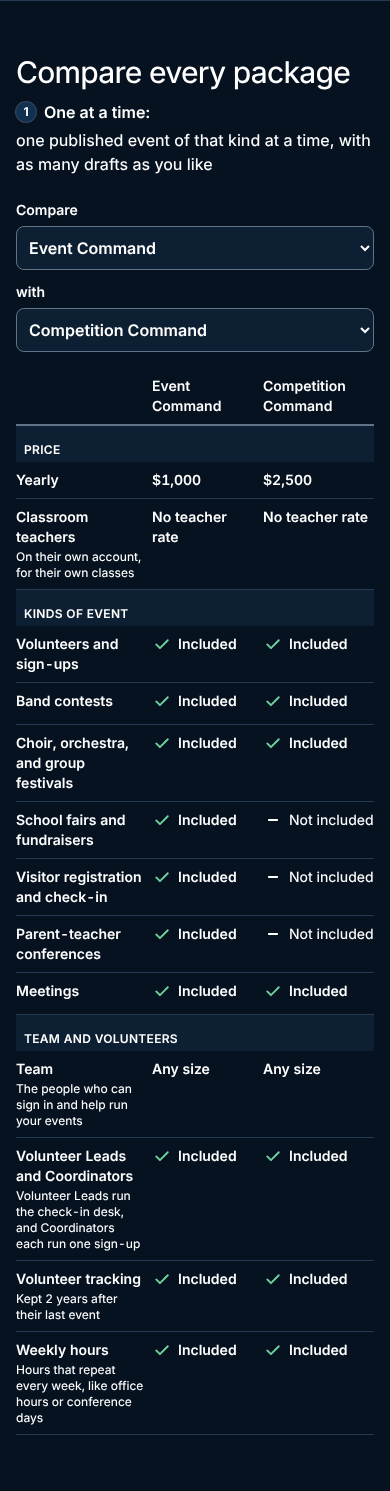 Compare every package
1 One at a time:
one published event of that kind at a time, with
as many drafts as you like
Compare
Event Command
with
Competition Command
Event Command
Competition Command
PRICE
Yearly
$1,000
$2,500
Classroom
teachers
On their own account,
for their own classes
No teacher
rate
No teacher rate
KINDS OF EVENT
Volunteers and
sign-ups
Included
Included
Band contests
Included
Included
Choir, orchestra,
and group
festivals
Included
Included
School fairs and
fundraisers
Included
Not included
Visitor registration
and check-in
Included
Not included
Parent-teacher
conferences
Included
Not included
Meetings
Included
Included
TEAM AND VOLUNTEERS
Team
The people who can
sign in and help run
your events
Any size
Any size
Volunteer Leads
and Coordinators
Volunteer Leads run
the check-in desk,
and Coordinators
each run one sign-up
Included
Included
Volunteer tracking
Kept 2 years after
their last event
Included
Included
Weekly hours
Hours that repeat
every week, like office
hours or conference
days
Included
Included